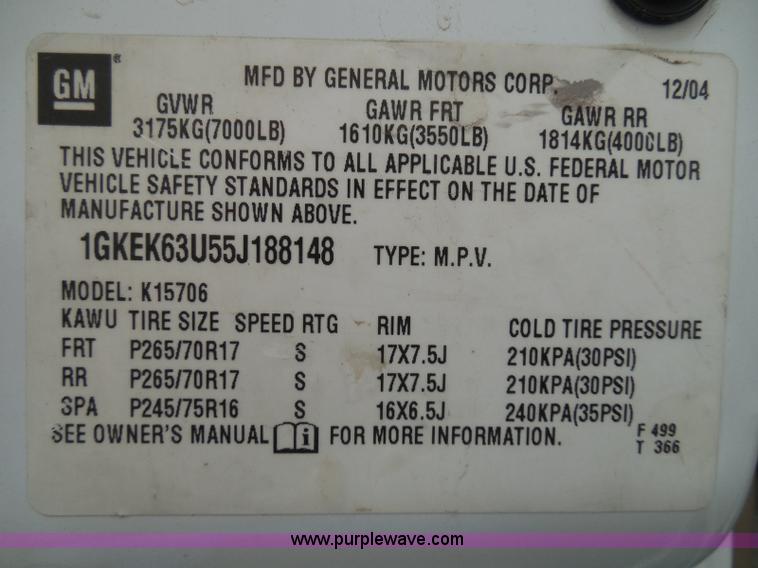 GM ®
MFD BY GENERAL MOTORS CORP. 12/04
GVWR GAWR FRT GAWR RR
3175KG(7000LB) 1610KG(3550LB) 1814KG(4000LB)
THIS VEHICLE CONFORMS TO ALL APPLICABLE U.S. FEDERAL MOTOR
VEHICLE SAFETY STANDARDS IN EFFECT ON THE DATE OF
MANUFACTURE SHOWN ABOVE.
1GKEK63U55J188148 TYPE: M.P.V.
MODEL: K15706
KAWU TIRE SIZE SPEED RTG RIM COLD TIRE PRESSURE
FRT P265/70R17 S 17X7.5J 210KPA(30PSI)
RR P265/70R17 S 17X7.5J 210KPA(30PSI)
SPA P245/75R16 S 16X6.5J 240KPA(35PSI)
SEE OWNER'S MANUAL i FOR MORE INFORMATION. F 499
T 366
www.purplewave.com